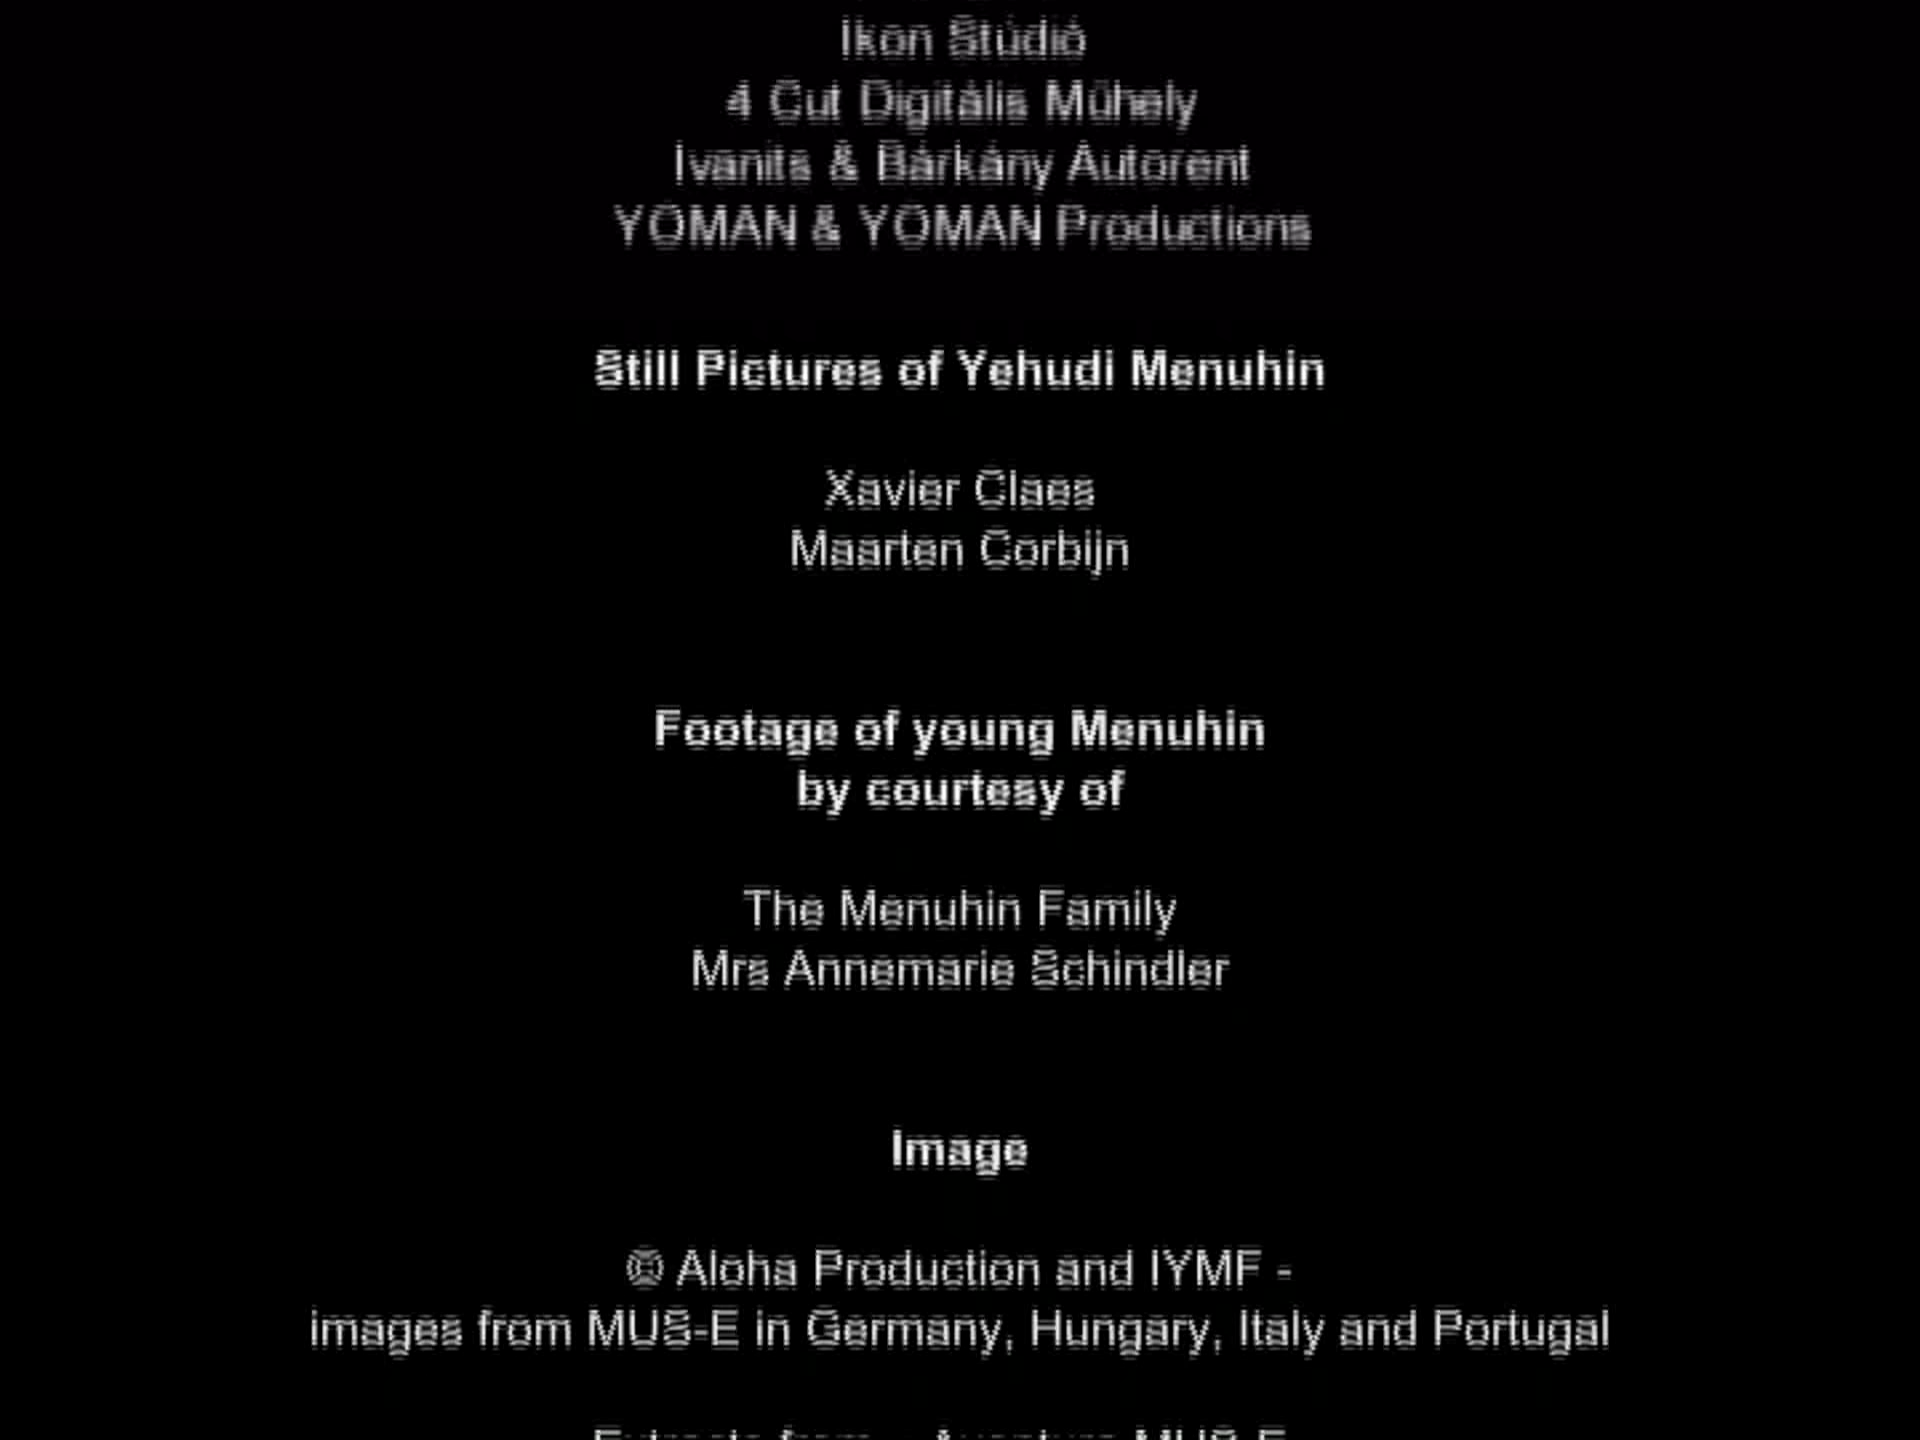 Ikon Stúdió
4 Cut Digitális Műhely
Ivanits & Bárkány Autorent
YOMAN & YOMAN Productions
Still Pictures of Yehudi Menuhin
Xavier Claes
Maarten Corbijn
Footage of young Menuhin
by courtesy of
The Menuhin Family
Mrs Annemarie Schindler
Image
© Aloha Production and IYMF -
images from MUS-E in Germany, Hungary, Italy and Portugal